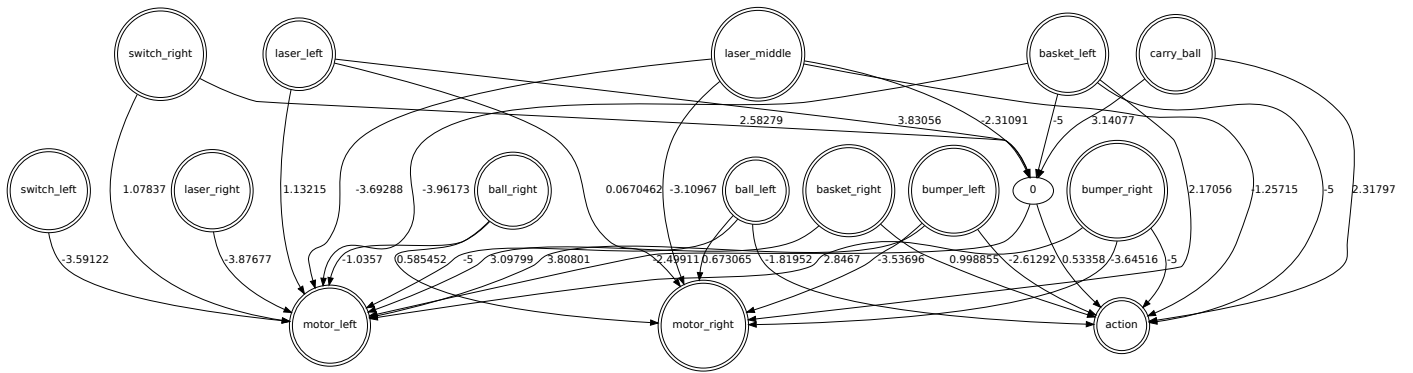 switch_right
laser_left
laser_middle
basket_left
carry_ball
2.58279
3.83056
-2.31091
-5
3.14077
switch_left
1.07837
laser_right
1.13215
-3.69288
-3.96173
ball_right
0.0670462
-3.10967
ball_left
basket_right
bumper_left
0
bumper_right
2.17056
-1.25715
-5
2.31797
-3.59122
-3.87677
-1.0357
0.585452
-5
3.09799
3.80801
-2.49911
0.673065
-1.81952
2.8467
-3.53696
0.998855
-2.61292
0.53358
-3.64516
-5
motor_left
motor_right
action